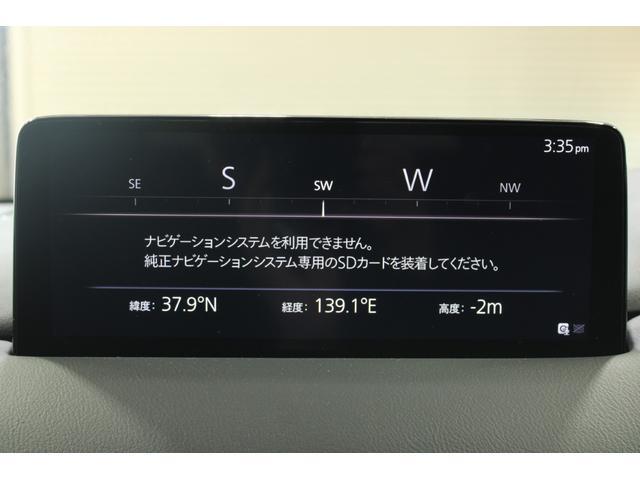 3:35pm
SE S SW W NW
ナビゲーションシステムを利用できません。
純正ナビゲーションシステム専用のSDカードを装着してください。
緯度: 37.9°N 経度: 139.1°E 高度: -2m